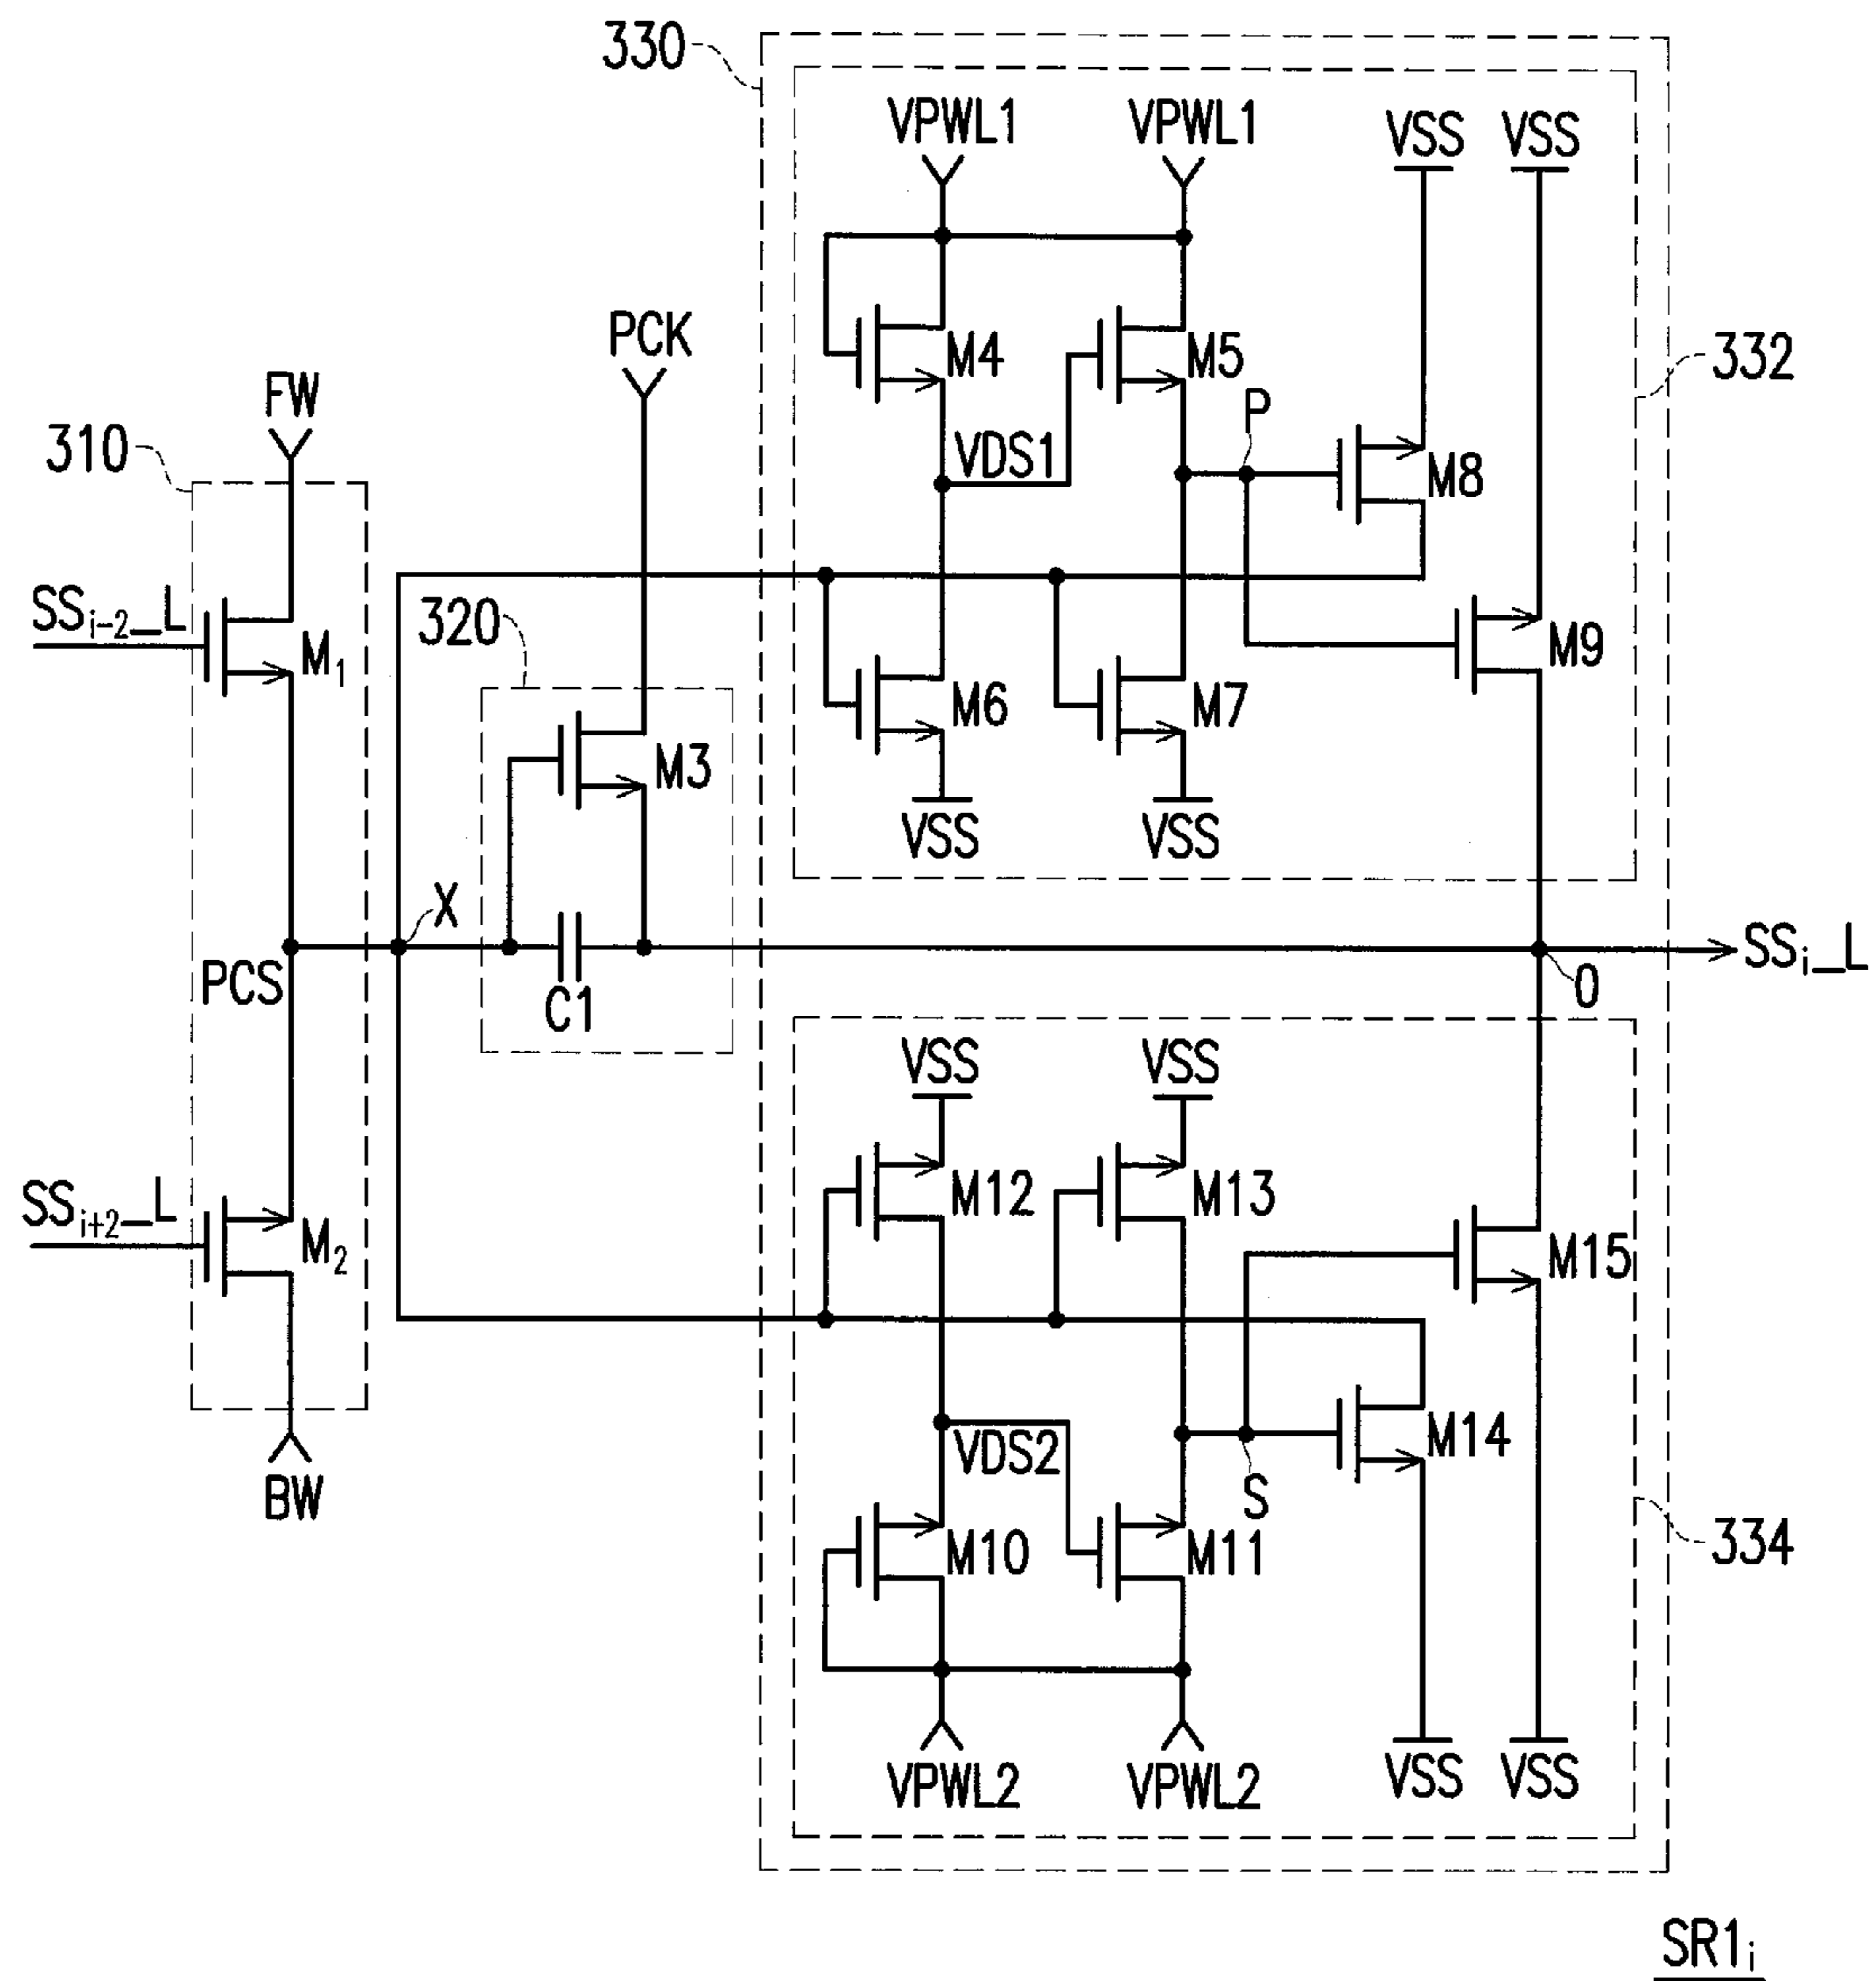 330
VPWL1 VPWL1 VSS VSS
PCK
M4 M5
332
FW
P
310
VDS1
M8
SSi-2_L
320
M1
M9
M6 M7
M3
VSS VSS
X
PCS
SSi_L
O
C1
VSS VSS
SSi+2_L
M12 M13
M2
M15
VDS2
M14
BW
S
M10 M11
334
VPWL2 VPWL2 VSS VSS
SR1i